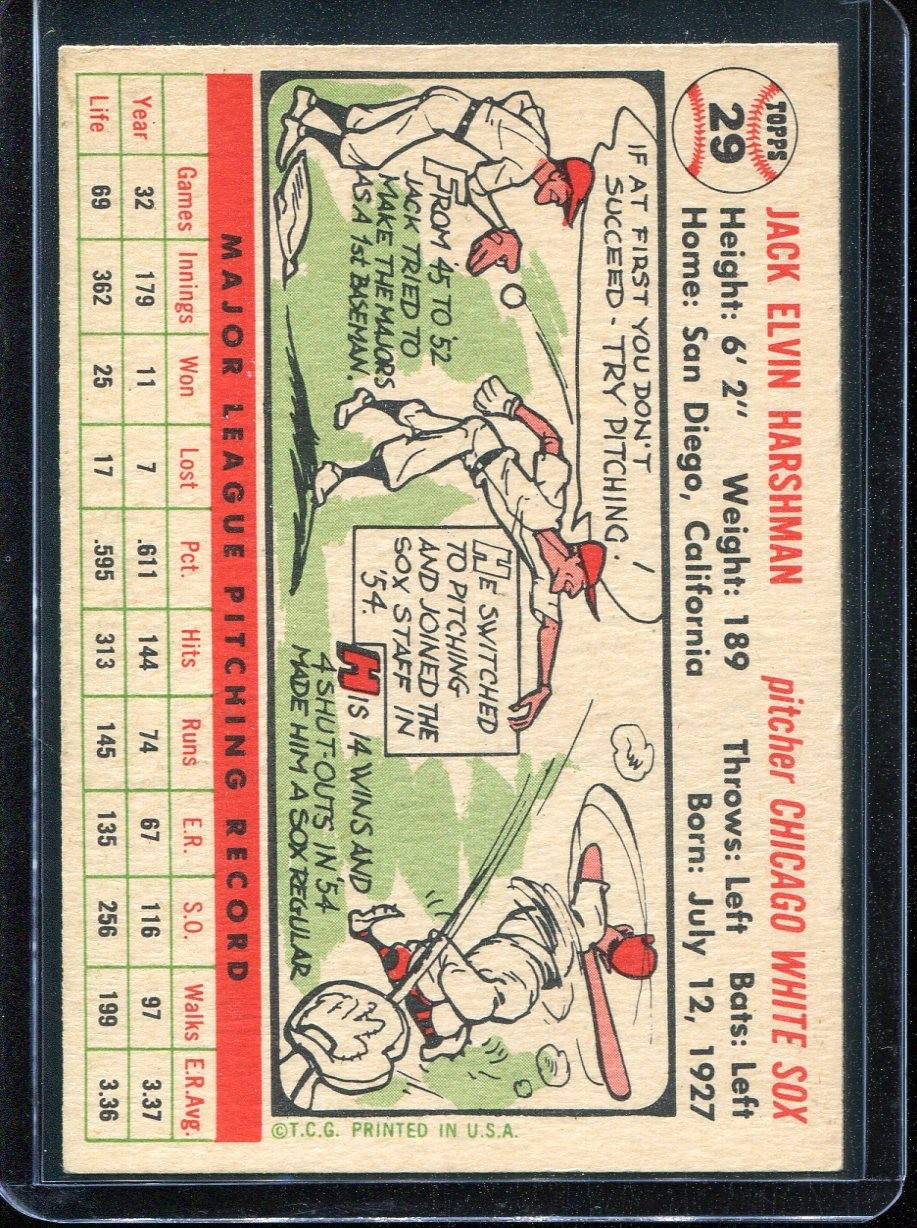 TOPPS
29
JACK ELVIN HARSHMAN pitcher CHICAGO WHITE SOX
Height: 6' 2" Weight: 189 Throws: Left Bats: Left
Home: San Diego, California Born: July 12, 1927
IF AT FIRST YOU DON'T
SUCCEED - TRY PITCHING.
FROM '45 TO '52
JACK TRIED TO
MAKE THE MAJORS
AS A 1st BASEMAN.
HE SWITCHED
TO PITCHING
AND JOINED THE
SOX STAFF IN
'54.
HIS 14 WINS AND
4 SHUT-OUTS IN '54
MADE HIM A SOX REGULAR
©T.C.G. PRINTED IN U.S.A.
MAJOR LEAGUE PITCHING RECORD
Games Innings Won Lost Pct. Hits Runs E.R. S.O. Walks E.R.Avg.
Year 32 179 11 7 .611 144 74 67 116 97 3.37
Life 69 362 25 17 .595 313 145 135 256 199 3.36